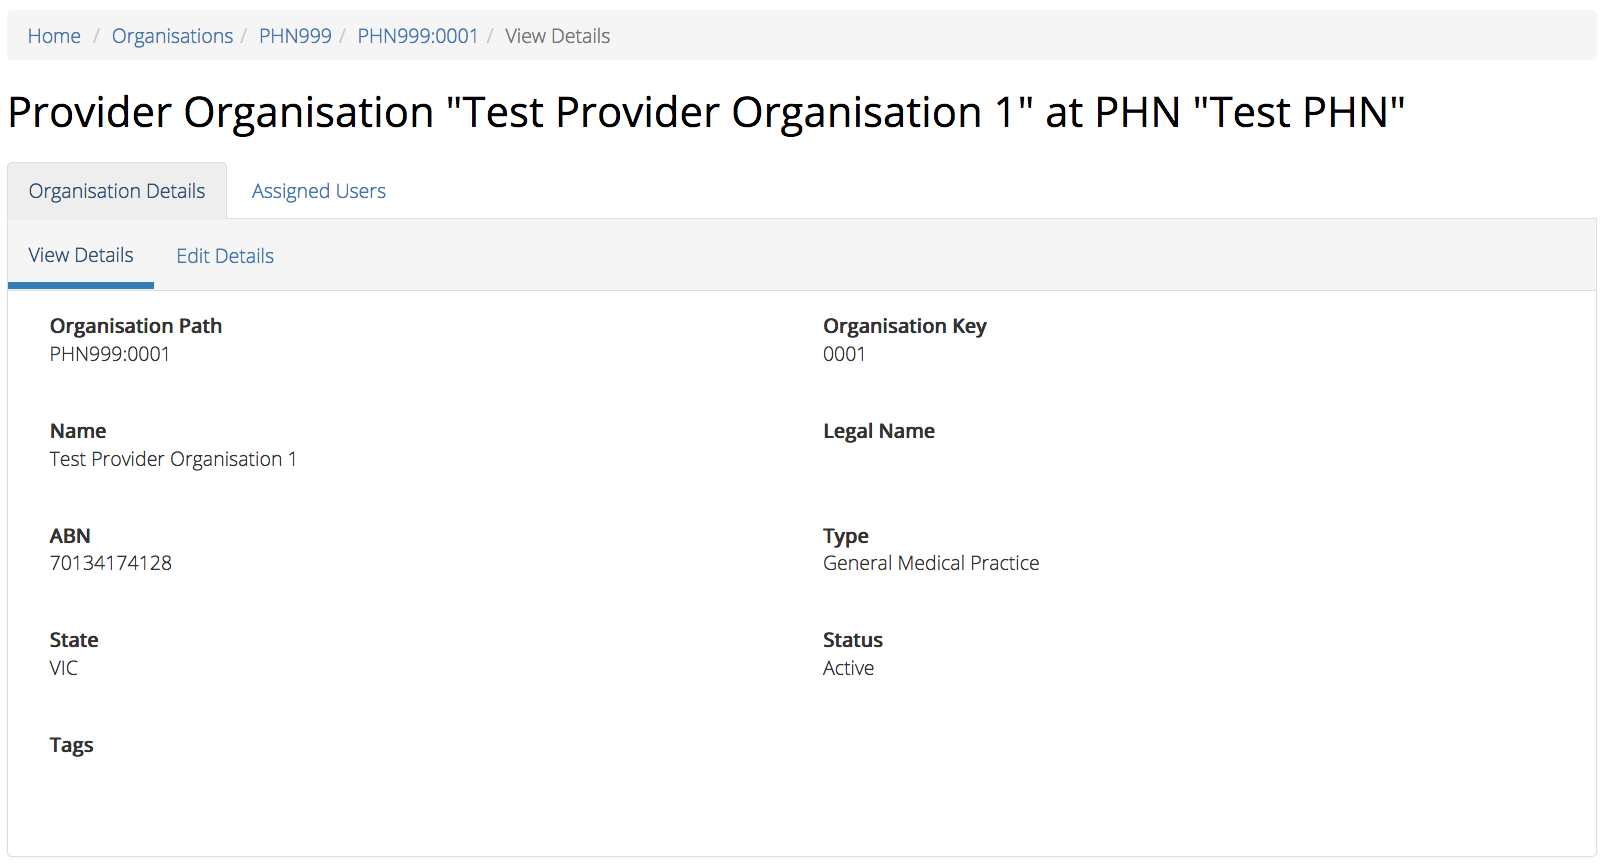 Home / Organisations / PHN999 / PHN999:0001 / View Details
Provider Organisation "Test Provider Organisation 1" at PHN "Test PHN"
Organisation Details Assigned Users
View Details Edit Details
Organisation Path Organisation Key
PHN999:0001 0001
Name Legal Name
Test Provider Organisation 1
ABN Type
70134174128 General Medical Practice
State Status
VIC Active
Tags